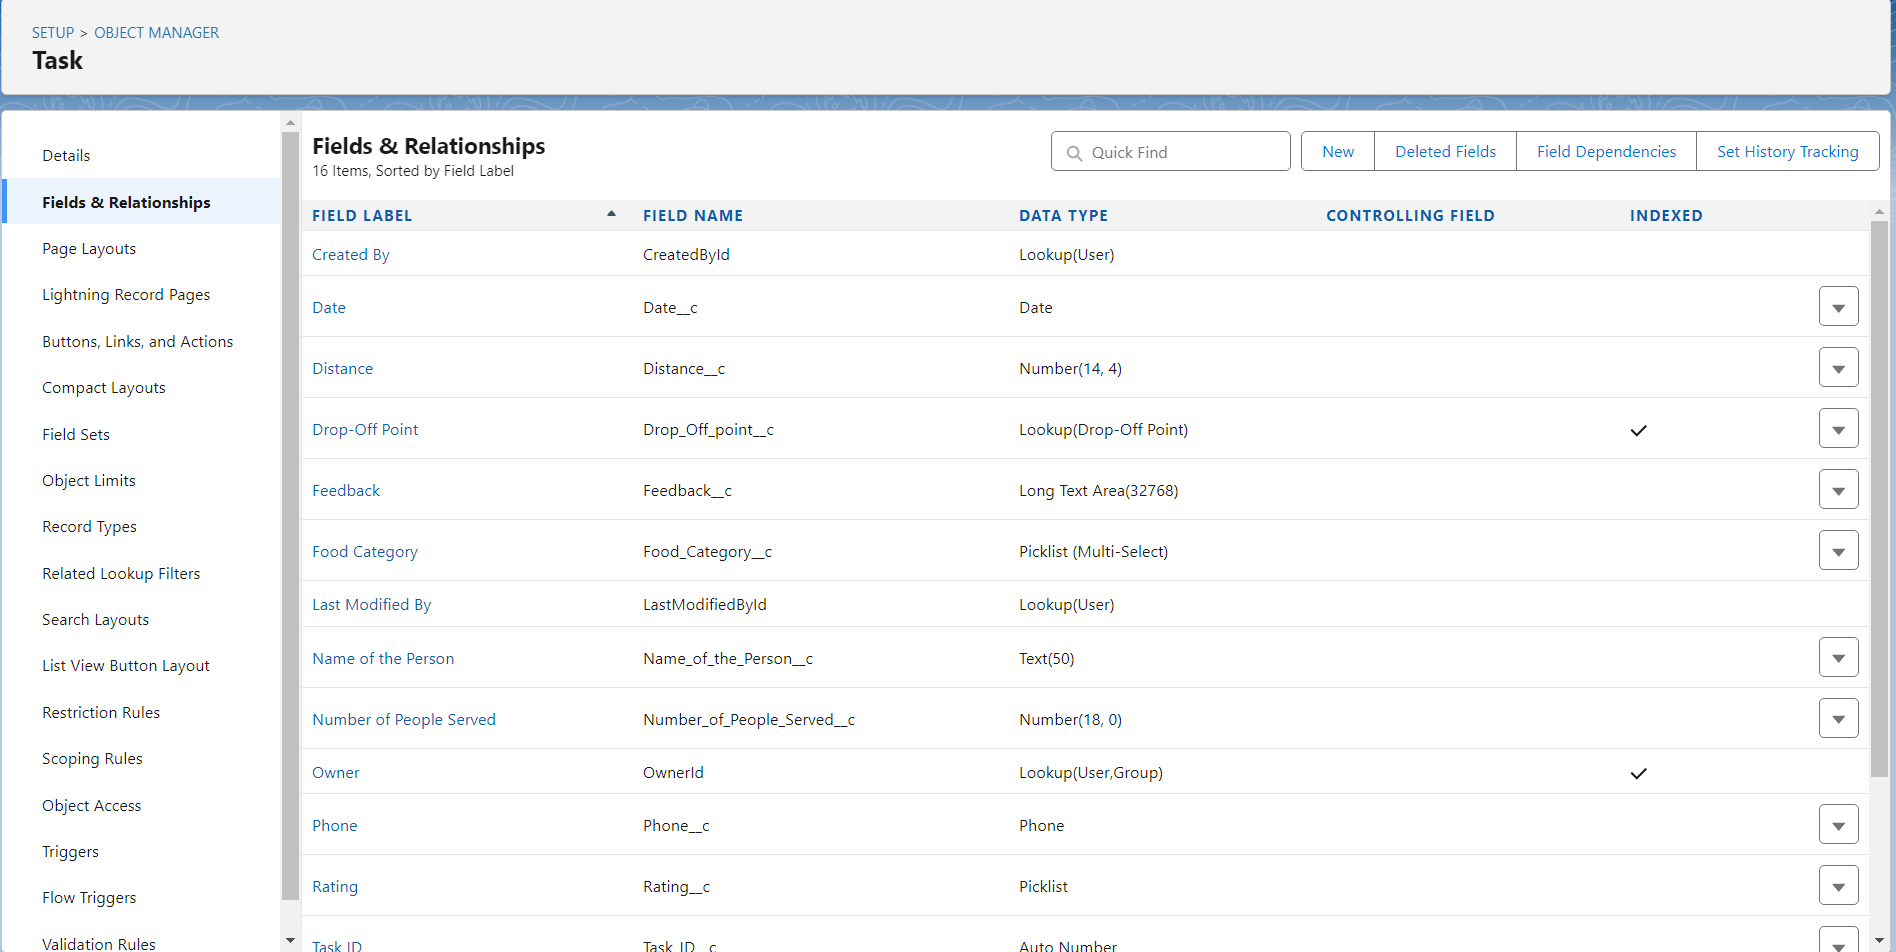 SETUP > OBJECT MANAGER
Task
Details
Fields & Relationships
Page Layouts
Lightning Record Pages
Buttons, Links, and Actions
Compact Layouts
Field Sets
Object Limits
Record Types
Related Lookup Filters
Search Layouts
List View Button Layout
Restriction Rules
Scoping Rules
Object Access
Triggers
Flow Triggers
Validation Rules
Fields & Relationships
16 Items, Sorted by Field Label
Quick Find New Deleted Fields Field Dependencies Set History Tracking
FIELD LABEL FIELD NAME DATA TYPE CONTROLLING FIELD INDEXED
Created By CreatedById Lookup(User)
Date Date__c Date
Distance Distance__c Number(14, 4)
Drop-Off Point Drop_Off_point__c Lookup(Drop-Off Point)
Feedback Feedback__c Long Text Area(32768)
Food Category Food_Category__c Picklist (Multi-Select)
Last Modified By LastModifiedById Lookup(User)
Name of the Person Name_of_the_Person__c Text(50)
Number of People Served Number_of_People_Served__c Number(18, 0)
Owner OwnerId Lookup(User,Group)
Phone Phone__c Phone
Rating Rating__c Picklist
Task ID Task_ID__c Auto Number